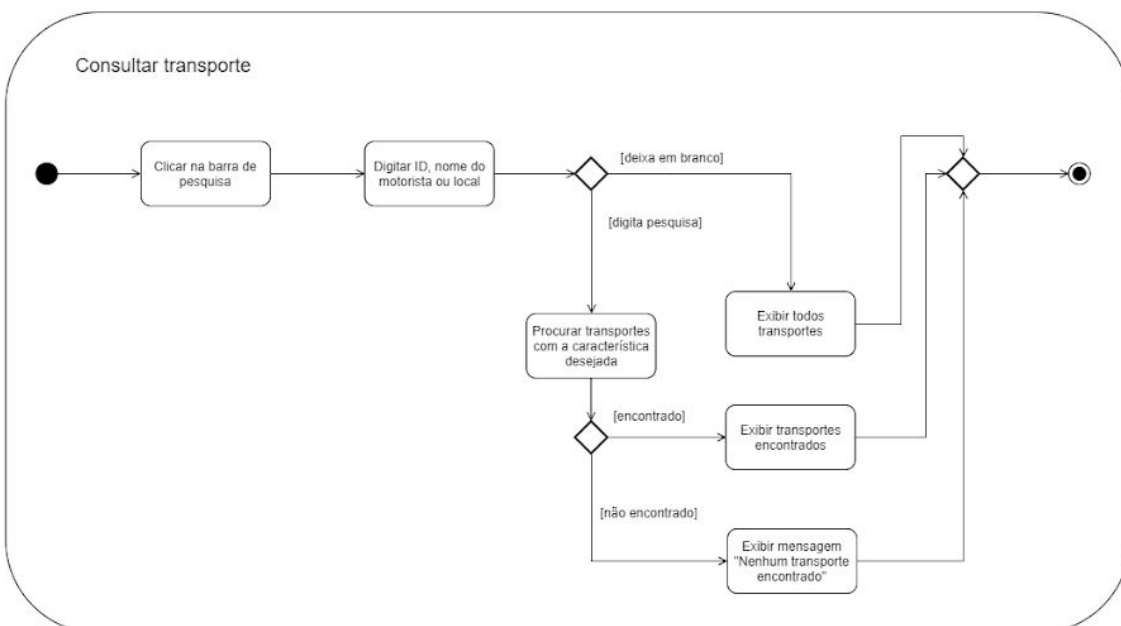 Consultar transporte
Clicar na barra de
pesquisa
Digitar ID, nome do
motorista ou local
[deixa em branco]
[digita pesquisa]
Exibir todos
transportes
Procurar transportes
com a característica
desejada
[encontrado]
Exibir transportes
encontrados
[não encontrado]
Exibir mensagem
"Nenhum transporte
encontrado"